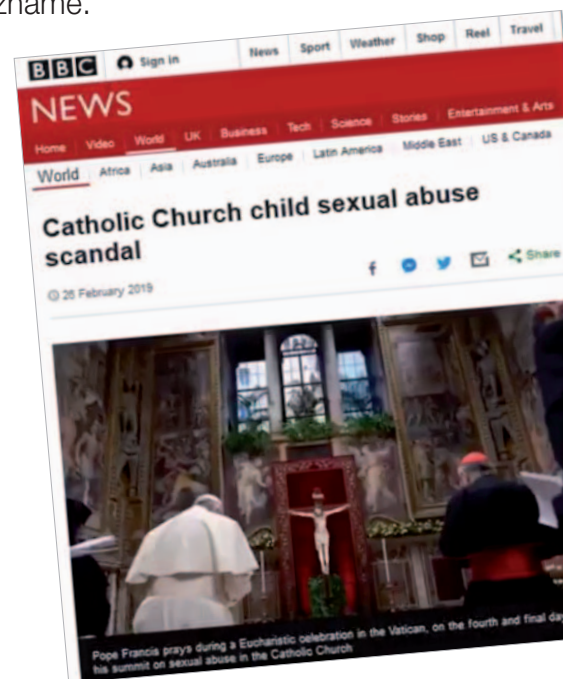 zname.
BBC Sign in News Sport Weather Shop Reel Travel
NEWS
Home Video World UK Business Tech Science Stories Entertainment & Arts
World Africa Asia Australia Europe Latin America Middle East US & Canada
Catholic Church child sexual abuse
scandal
26 February 2019
f Share
Pope Francis prays during a Eucharistic celebration in the Vatican, on the fourth and final day
his summit on sexual abuse in the Catholic Church